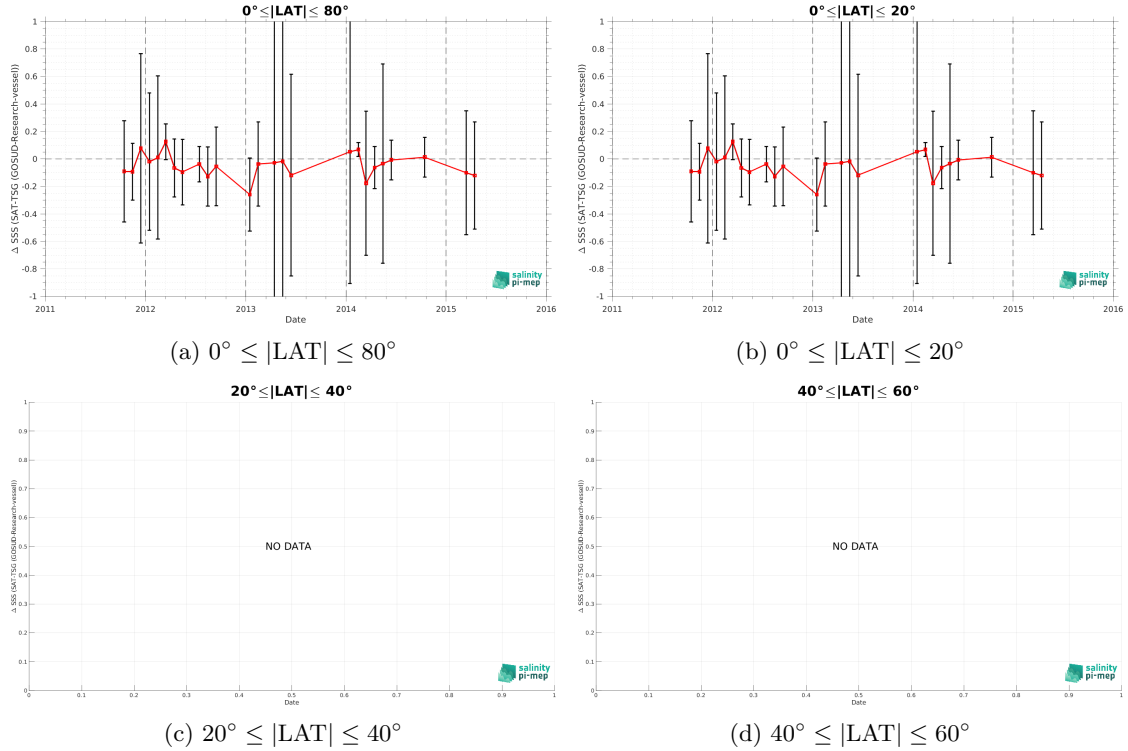 0°≤|LAT|≤ 80°
Δ SSS (SAT-TSG (GOSUD-Research-vessel))
1
0.8
0.6
0.4
0.2
0
-0.2
-0.4
-0.6
-0.8
-1
2011 2012 2013 2014 2015 2016
Date
salinity
pi-mep
(a) 0° ≤ |LAT| ≤ 80°
0°≤|LAT|≤ 20°
Δ SSS (SAT-TSG (GOSUD-Research-vessel))
1
0.8
0.6
0.4
0.2
0
-0.2
-0.4
-0.6
-0.8
-1
2011 2012 2013 2014 2015 2016
Date
salinity
pi-mep
(b) 0° ≤ |LAT| ≤ 20°
20°≤|LAT|≤ 40°
Δ SSS (SAT-TSG (GOSUD-Research-vessel))
1
0.9
0.8
0.7
0.6
0.5
0.4
0.3
0.2
0.1
0
NO DATA
0 0.1 0.2 0.3 0.4 0.5 0.6 0.7 0.8 0.9 1
Date
salinity
pi-mep
(c) 20° ≤ |LAT| ≤ 40°
40°≤|LAT|≤ 60°
Δ SSS (SAT-TSG (GOSUD-Research-vessel))
1
0.9
0.8
0.7
0.6
0.5
0.4
0.3
0.2
0.1
0
NO DATA
0 0.1 0.2 0.3 0.4 0.5 0.6 0.7 0.8 0.9 1
Date
salinity
pi-mep
(d) 40° ≤ |LAT| ≤ 60°